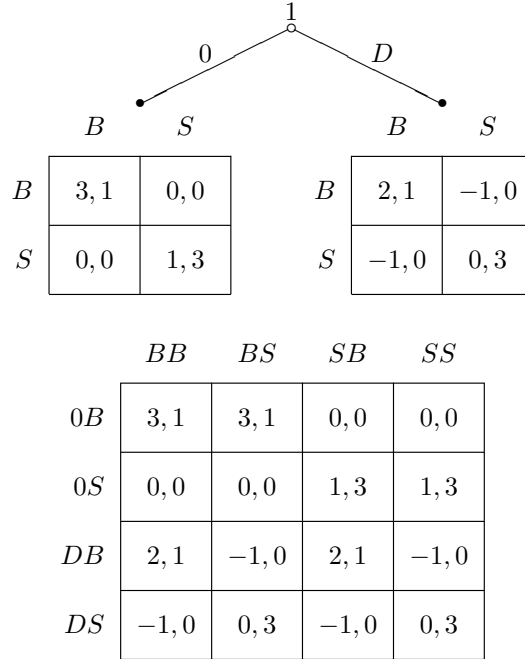 1
0 D
B S B S
B 3, 1 0, 0 B 2, 1 −1, 0
S 0, 0 1, 3 S −1, 0 0, 3
BB BS SB SS
0B 3, 1 3, 1 0, 0 0, 0
0S 0, 0 0, 0 1, 3 1, 3
DB 2, 1 −1, 0 2, 1 −1, 0
DS −1, 0 0, 3 −1, 0 0, 3